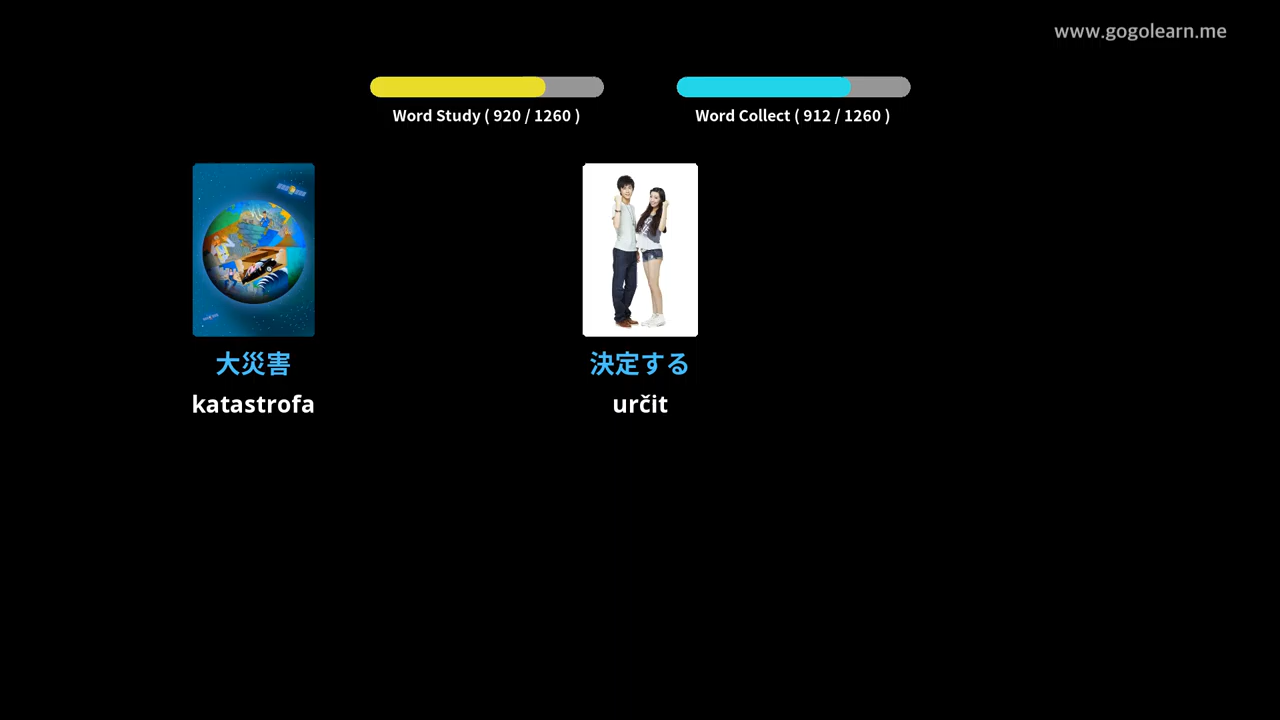 www.gogolearn.me
Word Study ( 920 / 1260 )
Word Collect ( 912 / 1260 )
大災害
決定する
katastrofa
určit